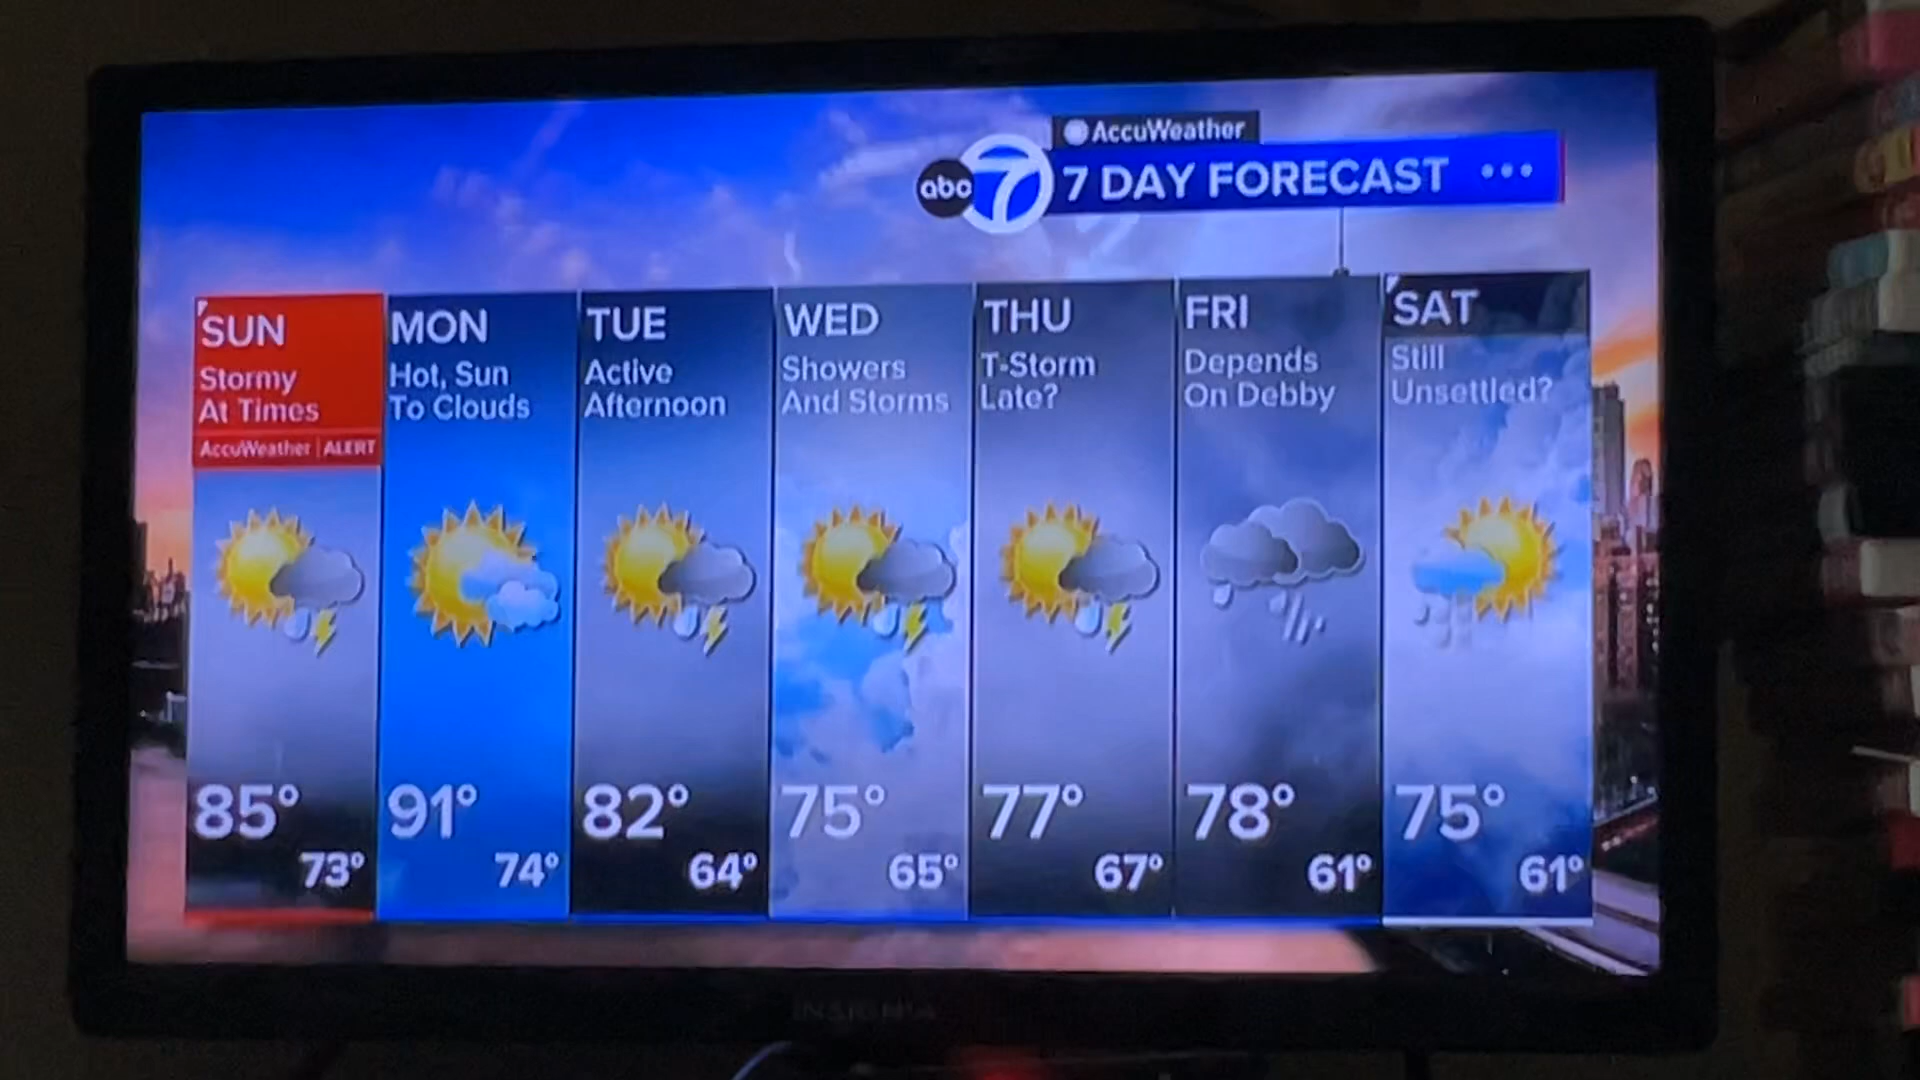 AccuWeather
abc 7 7 DAY FORECAST
SUN
Stormy
At Times
AccuWeather | ALERT
85°
73°
MON
Hot, Sun
To Clouds
91°
74°
TUE
Active
Afternoon
82°
64°
WED
Showers
And Storms
75°
65°
THU
T-Storm
Late?
77°
67°
FRI
Depends
On Debby
78°
61°
SAT
Still
Unsettled?
75°
61°
INSIGNIA